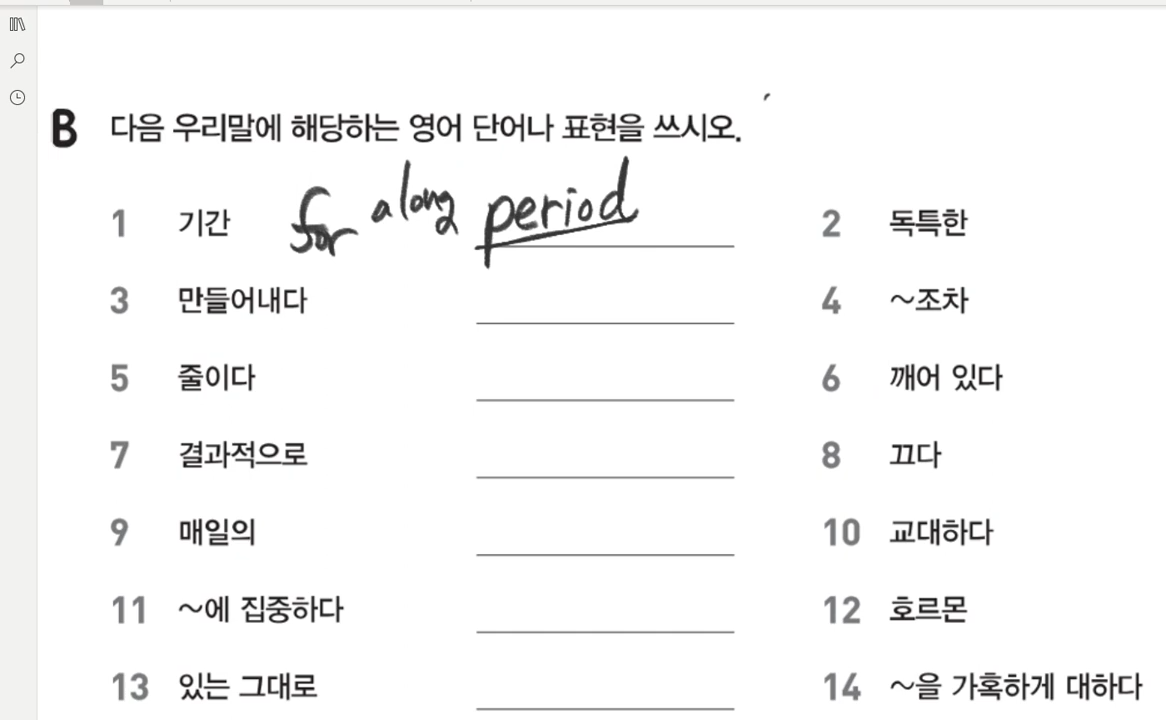 B 다음 우리말에 해당하는 영어 단어나 표현을 쓰시오.
1 기간 for a long period 2 독특한
3 만들어내다 4 ~조차
5 줄이다 6 깨어 있다
7 결과적으로 8 끄다
9 매일의 10 교대하다
11 ~에 집중하다 12 호르몬
13 있는 그대로 14 ~을 가혹하게 대하다